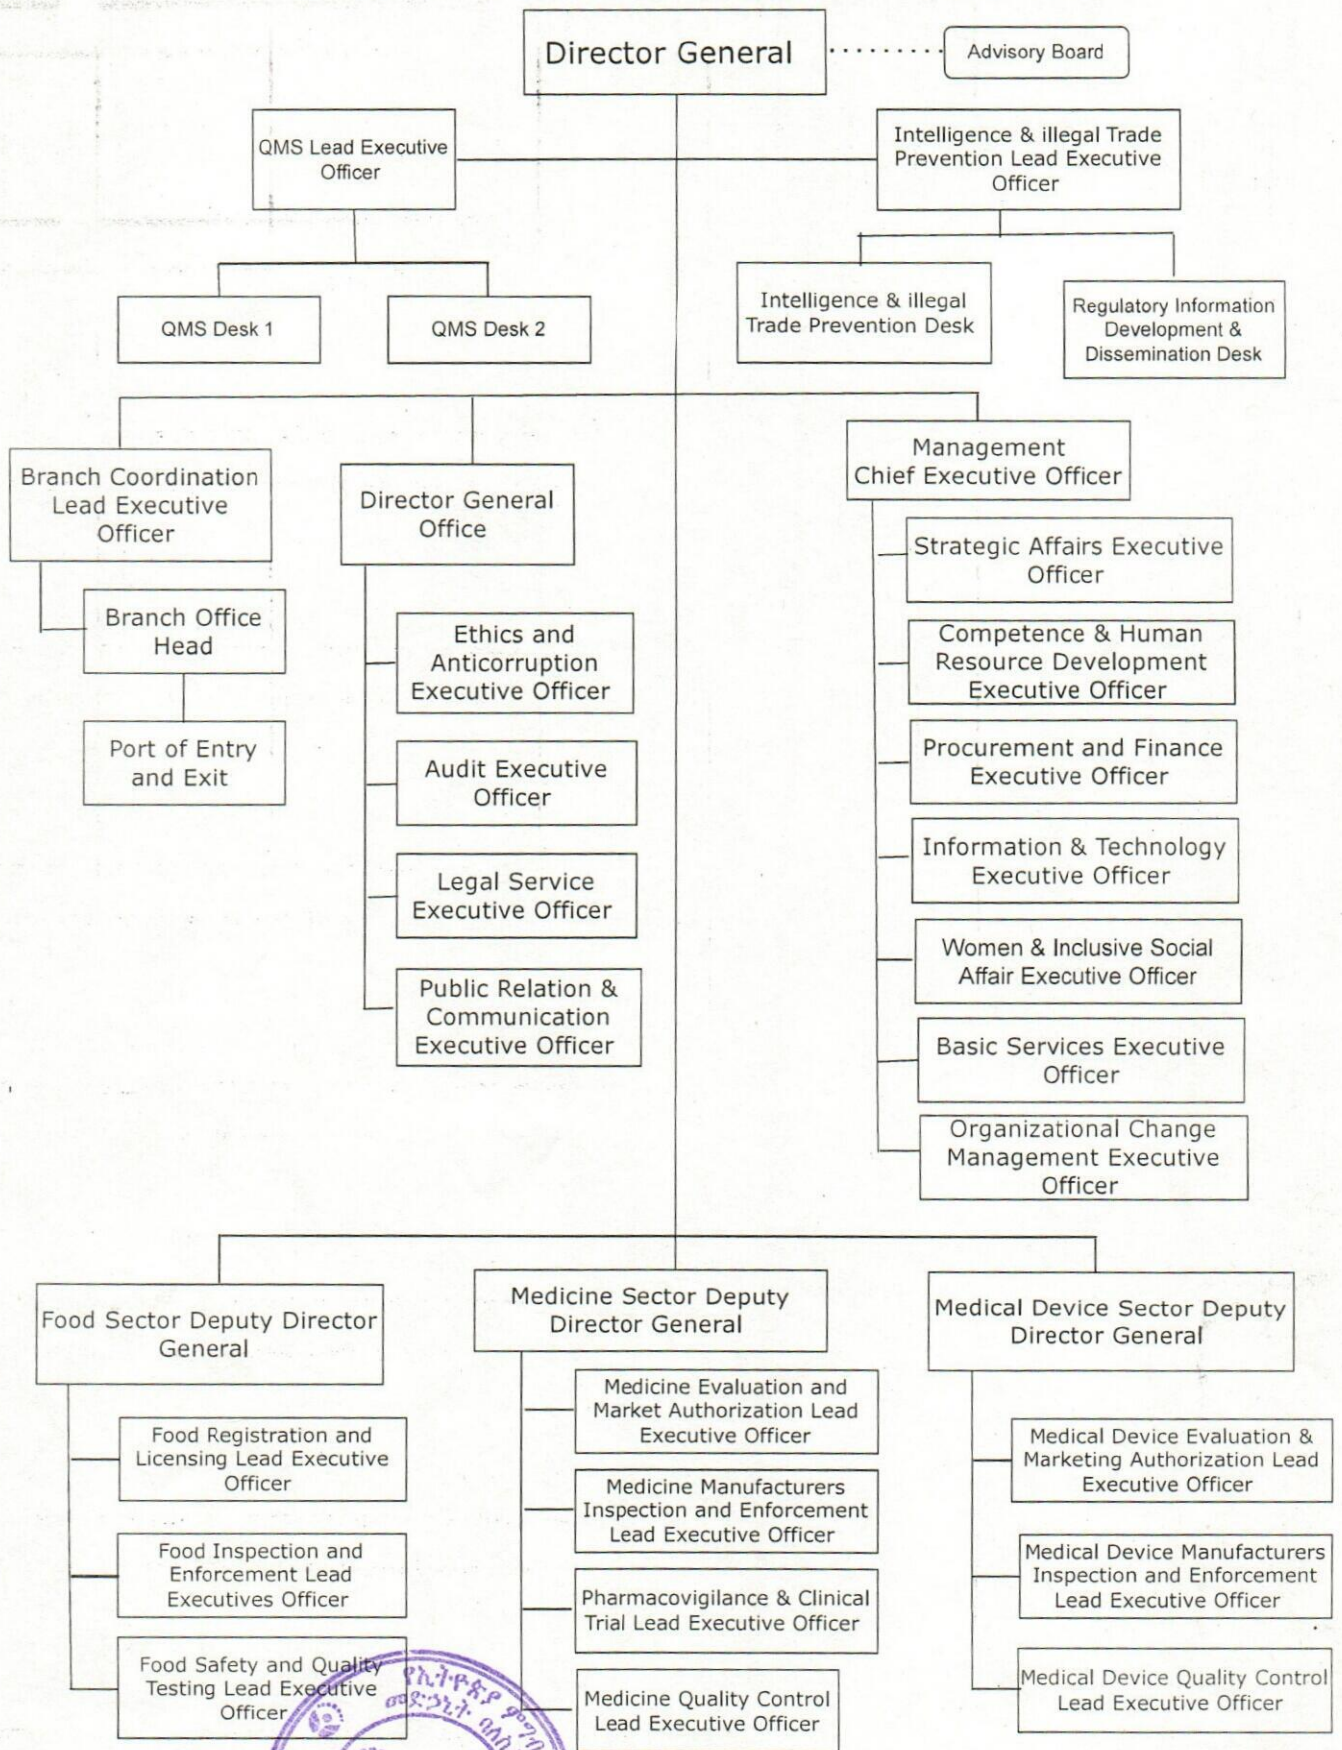 Director General
Advisory Board
QMS Lead Executive
Officer
Intelligence & illegal Trade
Prevention Lead Executive
Officer
QMS Desk 1
QMS Desk 2
Intelligence & illegal
Trade Prevention Desk
Regulatory Information
Development &
Dissemination Desk
Branch Coordination
Lead Executive
Officer
Branch Office
Head
Port of Entry
and Exit
Director General
Office
Ethics and
Anticorruption
Executive Officer
Audit Executive
Officer
Legal Service
Executive Officer
Public Relation &
Communication
Executive Officer
Management
Chief Executive Officer
Strategic Affairs Executive
Officer
Competence & Human
Resource Development
Executive Officer
Procurement and Finance
Executive Officer
Information & Technology
Executive Officer
Women & Inclusive Social
Affair Executive Officer
Basic Services Executive
Officer
Organizational Change
Management Executive
Officer
Food Sector Deputy Director
General
Food Registration and
Licensing Lead Executive
Officer
Food Inspection and
Enforcement Lead
Executives Officer
Food Safety and Quality
Testing Lead Executive
Officer
Medicine Sector Deputy
Director General
Medicine Evaluation and
Market Authorization Lead
Executive Officer
Medicine Manufacturers
Inspection and Enforcement
Lead Executive Officer
Pharmacovigilance & Clinical
Trial Lead Executive Officer
Medicine Quality Control
Lead Executive Officer
Medical Device Sector Deputy
Director General
Medical Device Evaluation &
Marketing Authorization Lead
Executive Officer
Medical Device Manufacturers
Inspection and Enforcement
Lead Executive Officer
Medical Device Quality Control
Lead Executive Officer
የኢትዮጵያ ምግብ
መድኃኒት